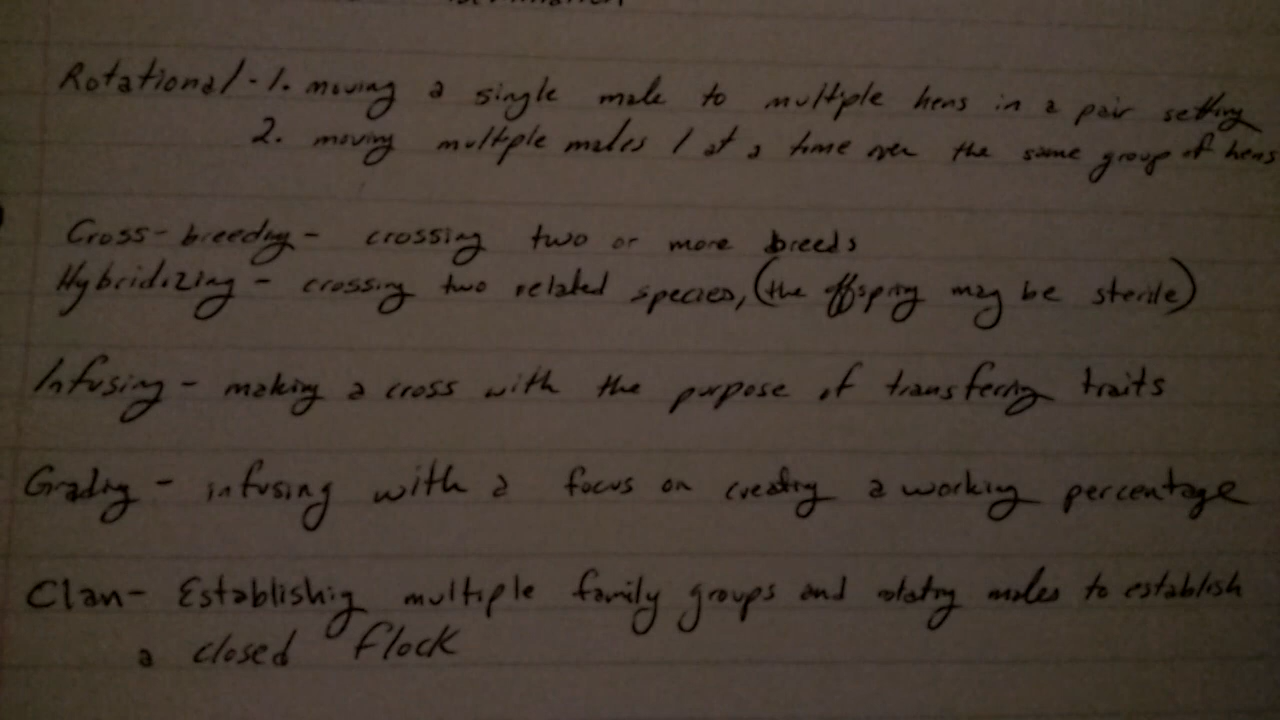 Rotational - 1. moving a single male to multiple hens in a pair setting
2. moving multiple males 1 at a time over the same group of hens
Cross-breeding - crossing two or more breeds
Hybridizing - crossing two related species, (the offspring may be sterile)
Infusing - making a cross with the purpose of transferring traits
Grading - infusing with a focus on creating a working percentage
Clan - Establishing multiple family groups and rotating males to establish
a closed flock